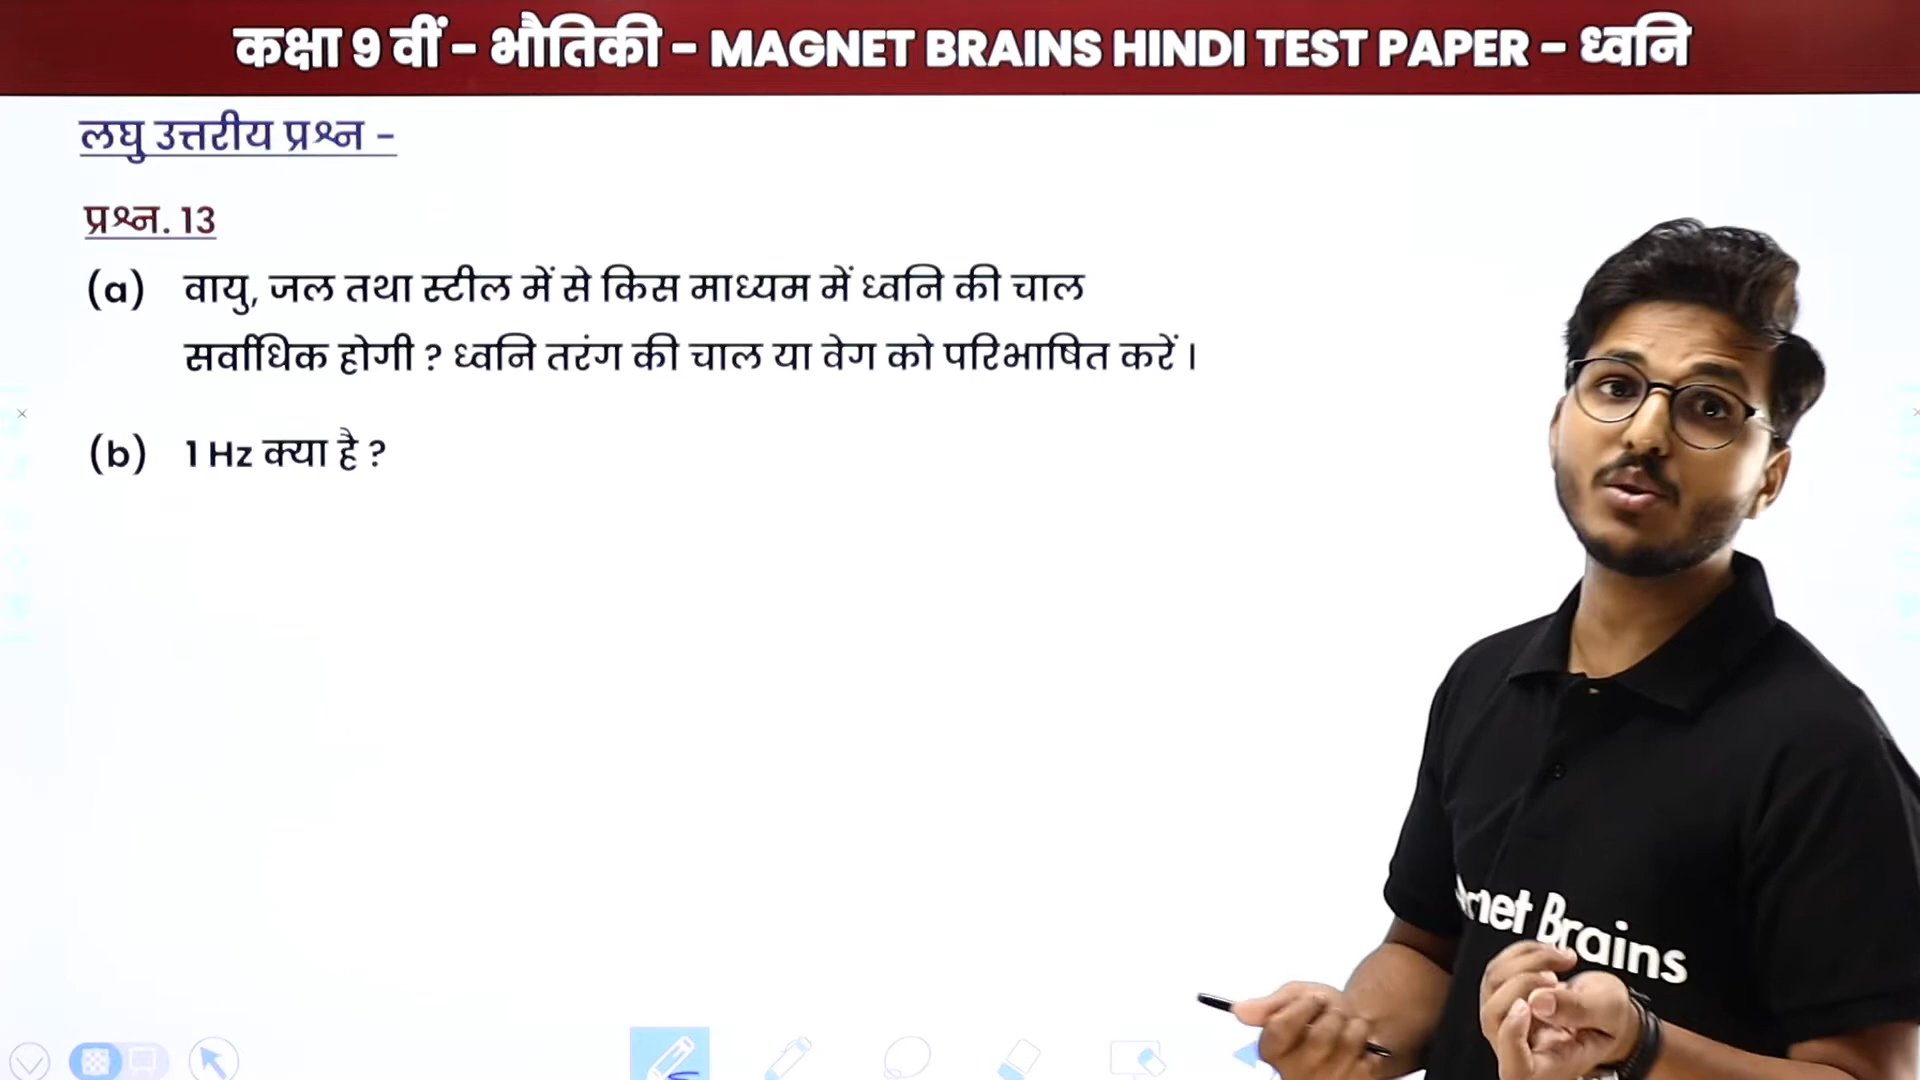 कक्षा 9 वीं – भौतिकी – MAGNET BRAINS HINDI TEST PAPER – ध्वनि
लघु उत्तरीय प्रश्न –
प्रश्न. 13
(a) वायु, जल तथा स्टील में से किस माध्यम में ध्वनि की चाल
सर्वाधिक होगी ? ध्वनि तरंग की चाल या वेग को परिभाषित करें ।
(b) 1 Hz क्या है ?
net Brains